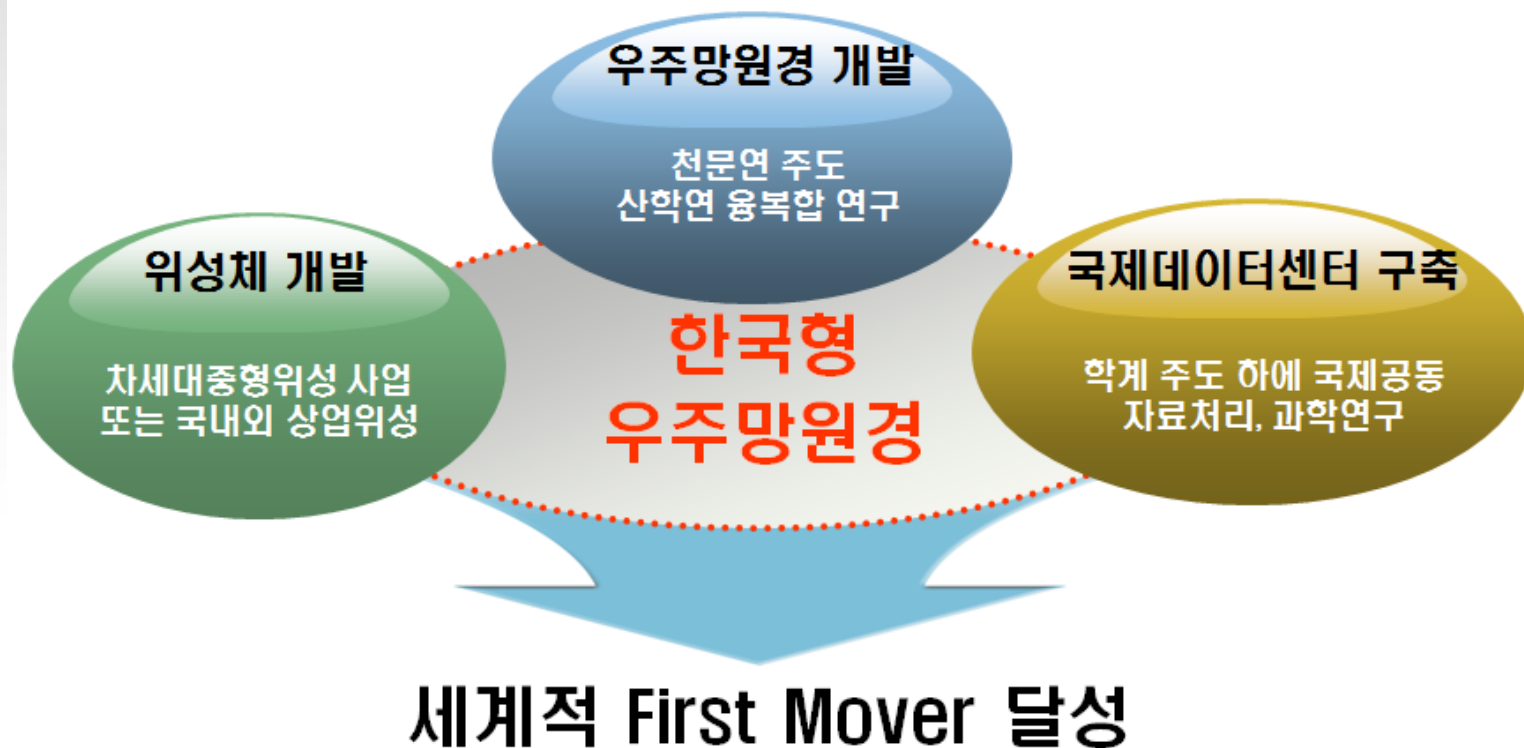 우주망원경 개발
천문연 주도
산학연 융복합 연구
위성체 개발
차세대중형위성 사업
또는 국내외 상업위성
국제데이터센터 구축
학계 주도 하에 국제공동
자료처리, 과학연구
한국형
우주망원경
세계적 First Mover 달성